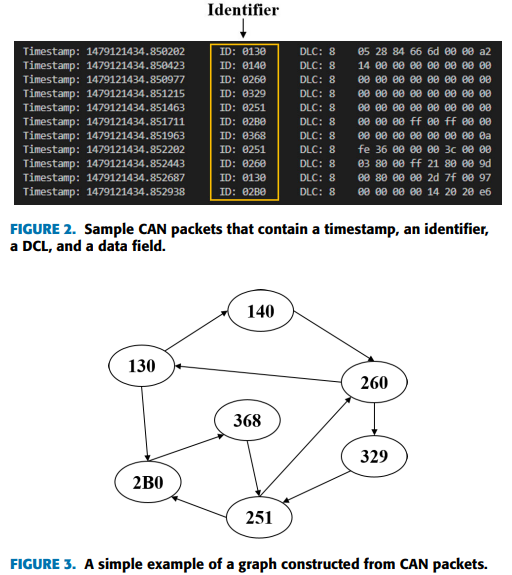 Identifier
Timestamp: 1479121434.850202 ID: 0130 DLC: 8 05 28 84 66 6d 00 00 a2
Timestamp: 1479121434.850423 ID: 0140 DLC: 8 14 00 00 00 00 00 00 00
Timestamp: 1479121434.850977 ID: 0260 DLC: 8 00 00 00 00 00 00 00 00
Timestamp: 1479121434.851215 ID: 0329 DLC: 8 00 00 00 00 00 00 00 00
Timestamp: 1479121434.851463 ID: 0251 DLC: 8 00 00 00 00 00 00 00 00
Timestamp: 1479121434.851711 ID: 02B0 DLC: 8 00 00 00 ff 00 ff 00 00
Timestamp: 1479121434.851963 ID: 0368 DLC: 8 00 00 00 00 00 00 00 0a
Timestamp: 1479121434.852202 ID: 0251 DLC: 8 fe 36 00 00 00 3c 00 00
Timestamp: 1479121434.852443 ID: 0260 DLC: 8 03 80 00 ff 21 80 00 9d
Timestamp: 1479121434.852687 ID: 0130 DLC: 8 00 80 00 00 2d 7f 00 97
Timestamp: 1479121434.852938 ID: 02B0 DLC: 8 00 00 00 00 14 20 20 e6
FIGURE 2. Sample CAN packets that contain a timestamp, an identifier,
a DCL, and a data field.
140
130
260
368
329
2B0
251
FIGURE 3. A simple example of a graph constructed from CAN packets.